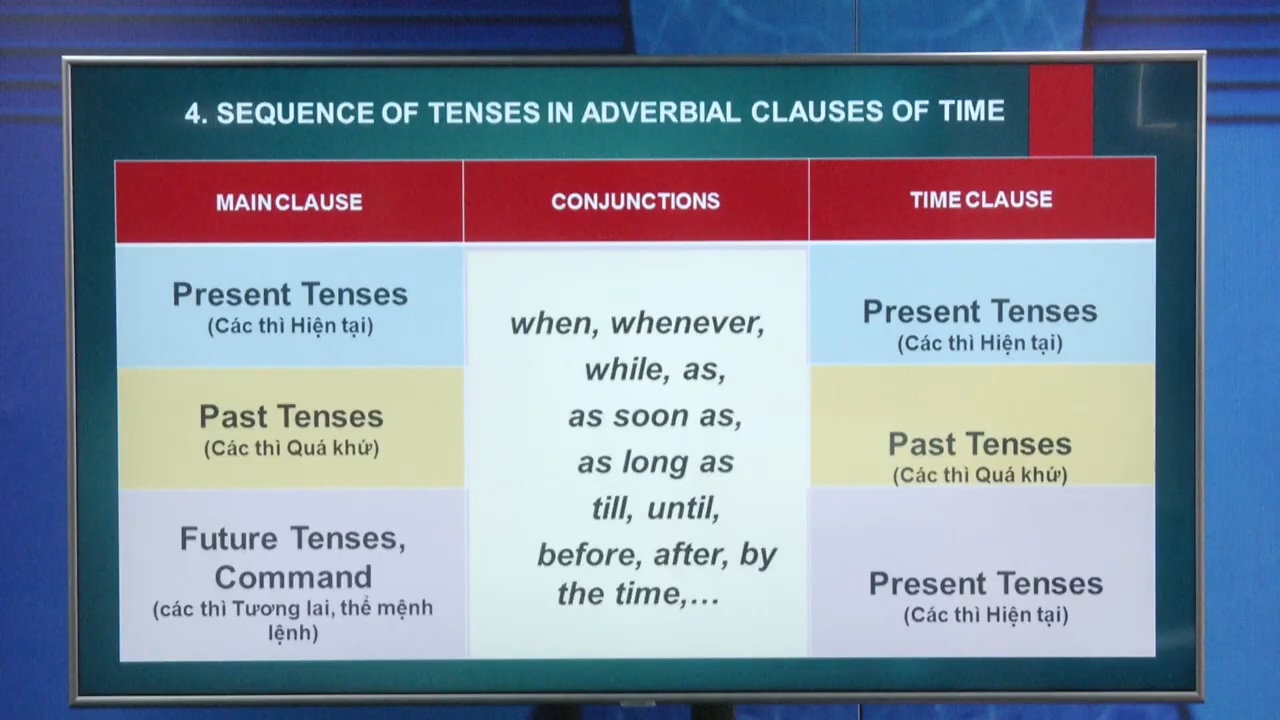 4. SEQUENCE OF TENSES IN ADVERBIAL CLAUSES OF TIME
MAIN CLAUSE
CONJUNCTIONS
TIME CLAUSE
Present Tenses
(Các thì Hiện tại)
Past Tenses
(Các thì Quá khứ)
Future Tenses,
Command
(các thì Tương lai, thể mệnh
lệnh)
when, whenever,
while, as,
as soon as,
as long as
till, until,
before, after, by
the time,...
Present Tenses
(Các thì Hiện tại)
Past Tenses
(Các thì Quá khứ)
Present Tenses
(Các thì Hiện tại)